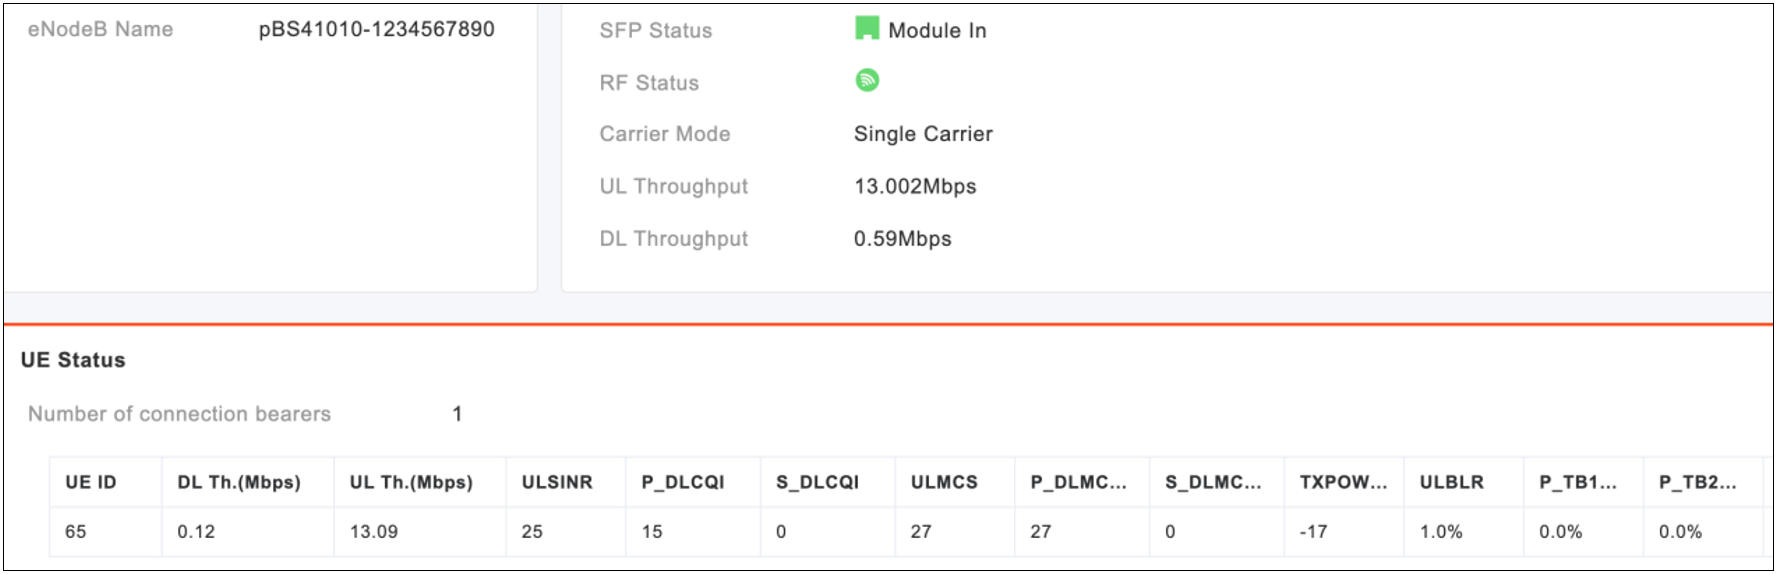 eNodeB Name pBS41010-1234567890
SFP Status Module In
RF Status
Carrier Mode Single Carrier
UL Throughput 13.002Mbps
DL Throughput 0.59Mbps
UE Status
Number of connection bearers 1
UE ID DL Th.(Mbps) UL Th.(Mbps) ULSINR P_DLCQI S_DLCQI ULMCS P_DLMC... S_DLMC... TXPOW... ULBLR P_TB1... P_TB2...
65 0.12 13.09 25 15 0 27 27 0 -17 1.0% 0.0% 0.0%